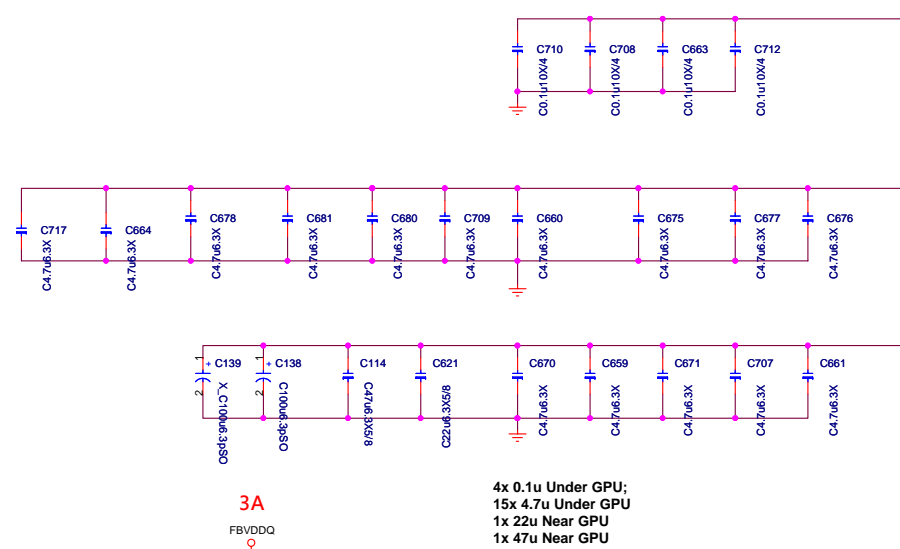 C710 C708 C663 C712
C0.1u10X/4 C0.1u10X/4 C0.1u10X/4 C0.1u10X/4
C717 C664 C678 C681 C680 C709 C660 C675 C677 C676
C4.7u6.3X C4.7u6.3X C4.7u6.3X C4.7u6.3X C4.7u6.3X C4.7u6.3X C4.7u6.3X C4.7u6.3X C4.7u6.3X C4.7u6.3X
1 + C139 1 + C138 C114 C621 C670 C659 C671 C707 C661
2 X_C100u6.3pSO 2 C100u6.3pSO C47u6.3X5/8 C22u6.3X5/8 C4.7u6.3X C4.7u6.3X C4.7u6.3X C4.7u6.3X C4.7u6.3X
3A
FBVDDQ
4x 0.1u Under GPU;
15x 4.7u Under GPU
1x 22u Near GPU
1x 47u Near GPU